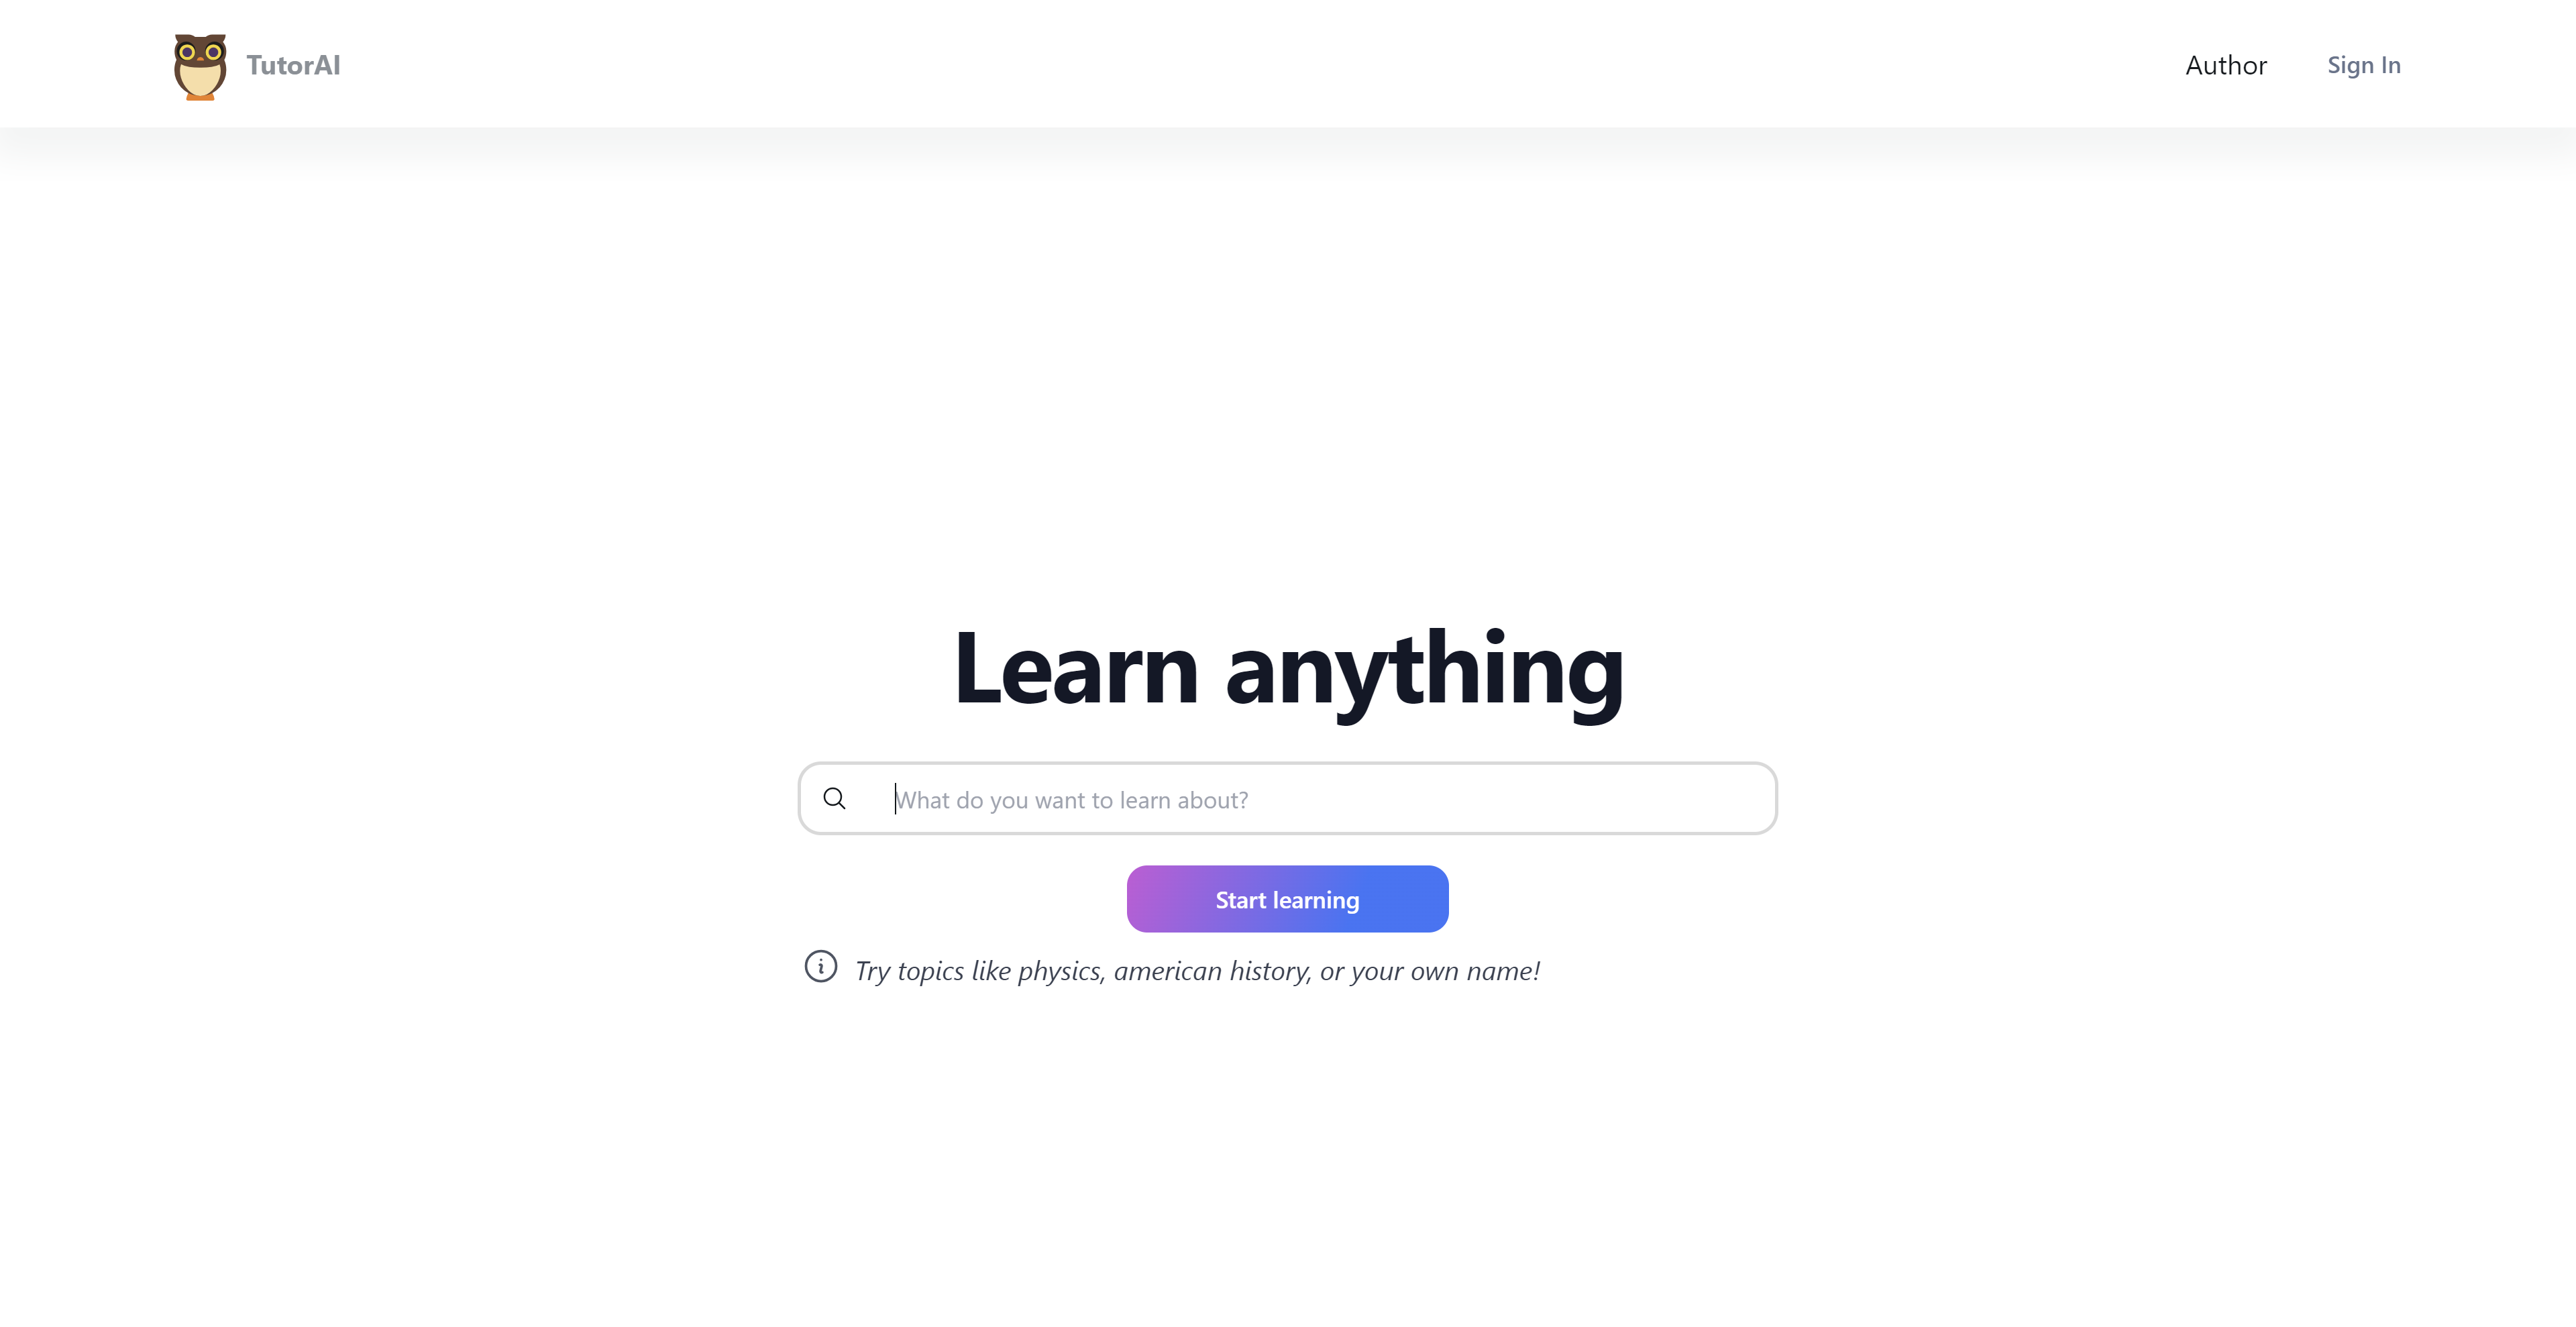 TutorAI
Author
Sign In
Learn anything
What do you want to learn about?
Start learning
Try topics like physics, american history, or your own name!